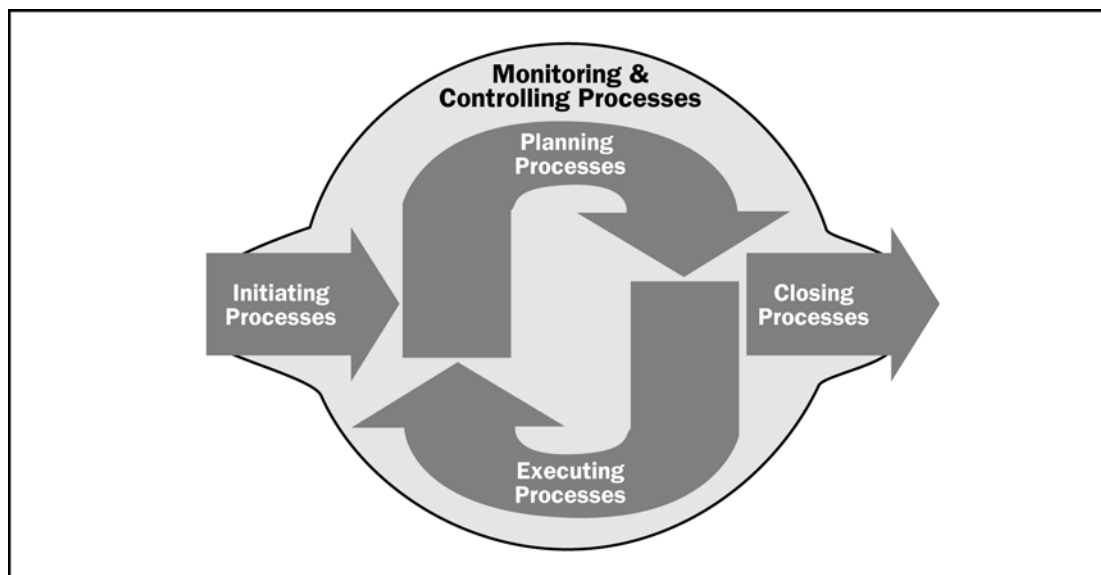 Monitoring &
Controlling Processes
Planning
Processes
Initiating
Processes
Closing
Processes
Executing
Processes